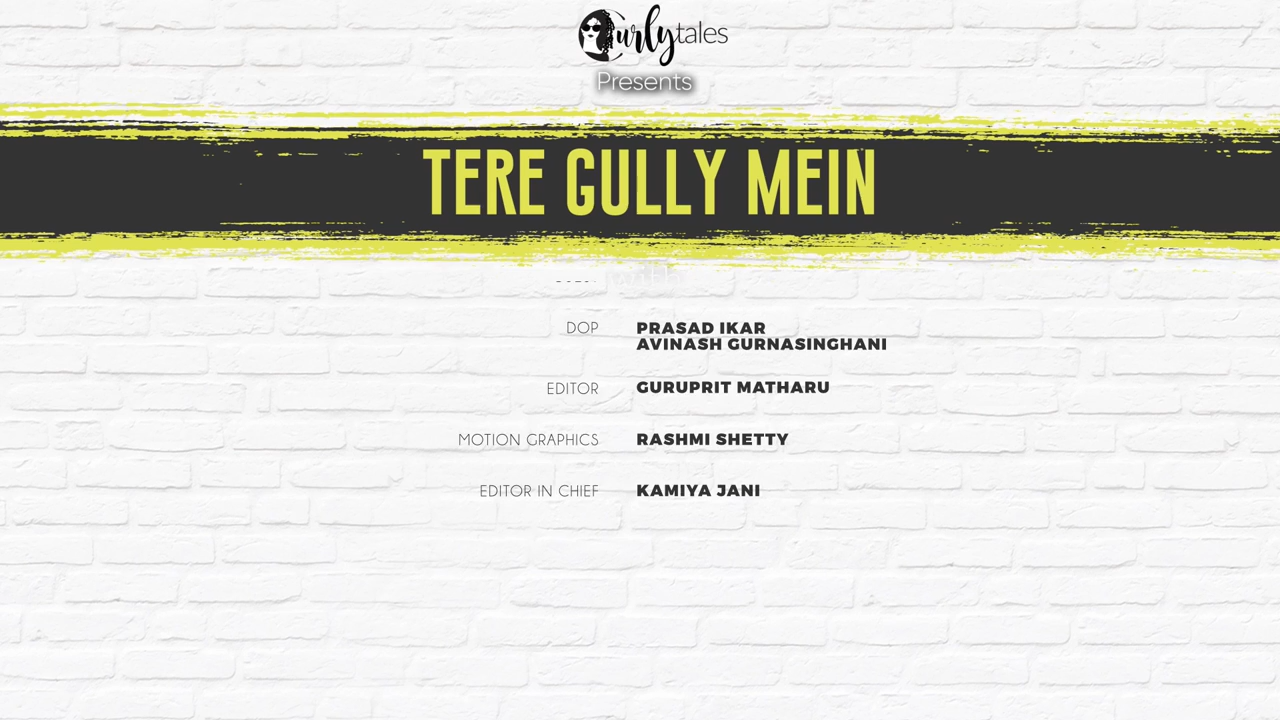 Curlytales
Presents
TERE GULLY MEIN
with
DOP PRASAD IKAR
AVINASH GURNASINGHANI
EDITOR GURUPRIT MATHARU
MOTION GRAPHICS RASHMI SHETTY
EDITOR IN CHIEF KAMIYA JANI